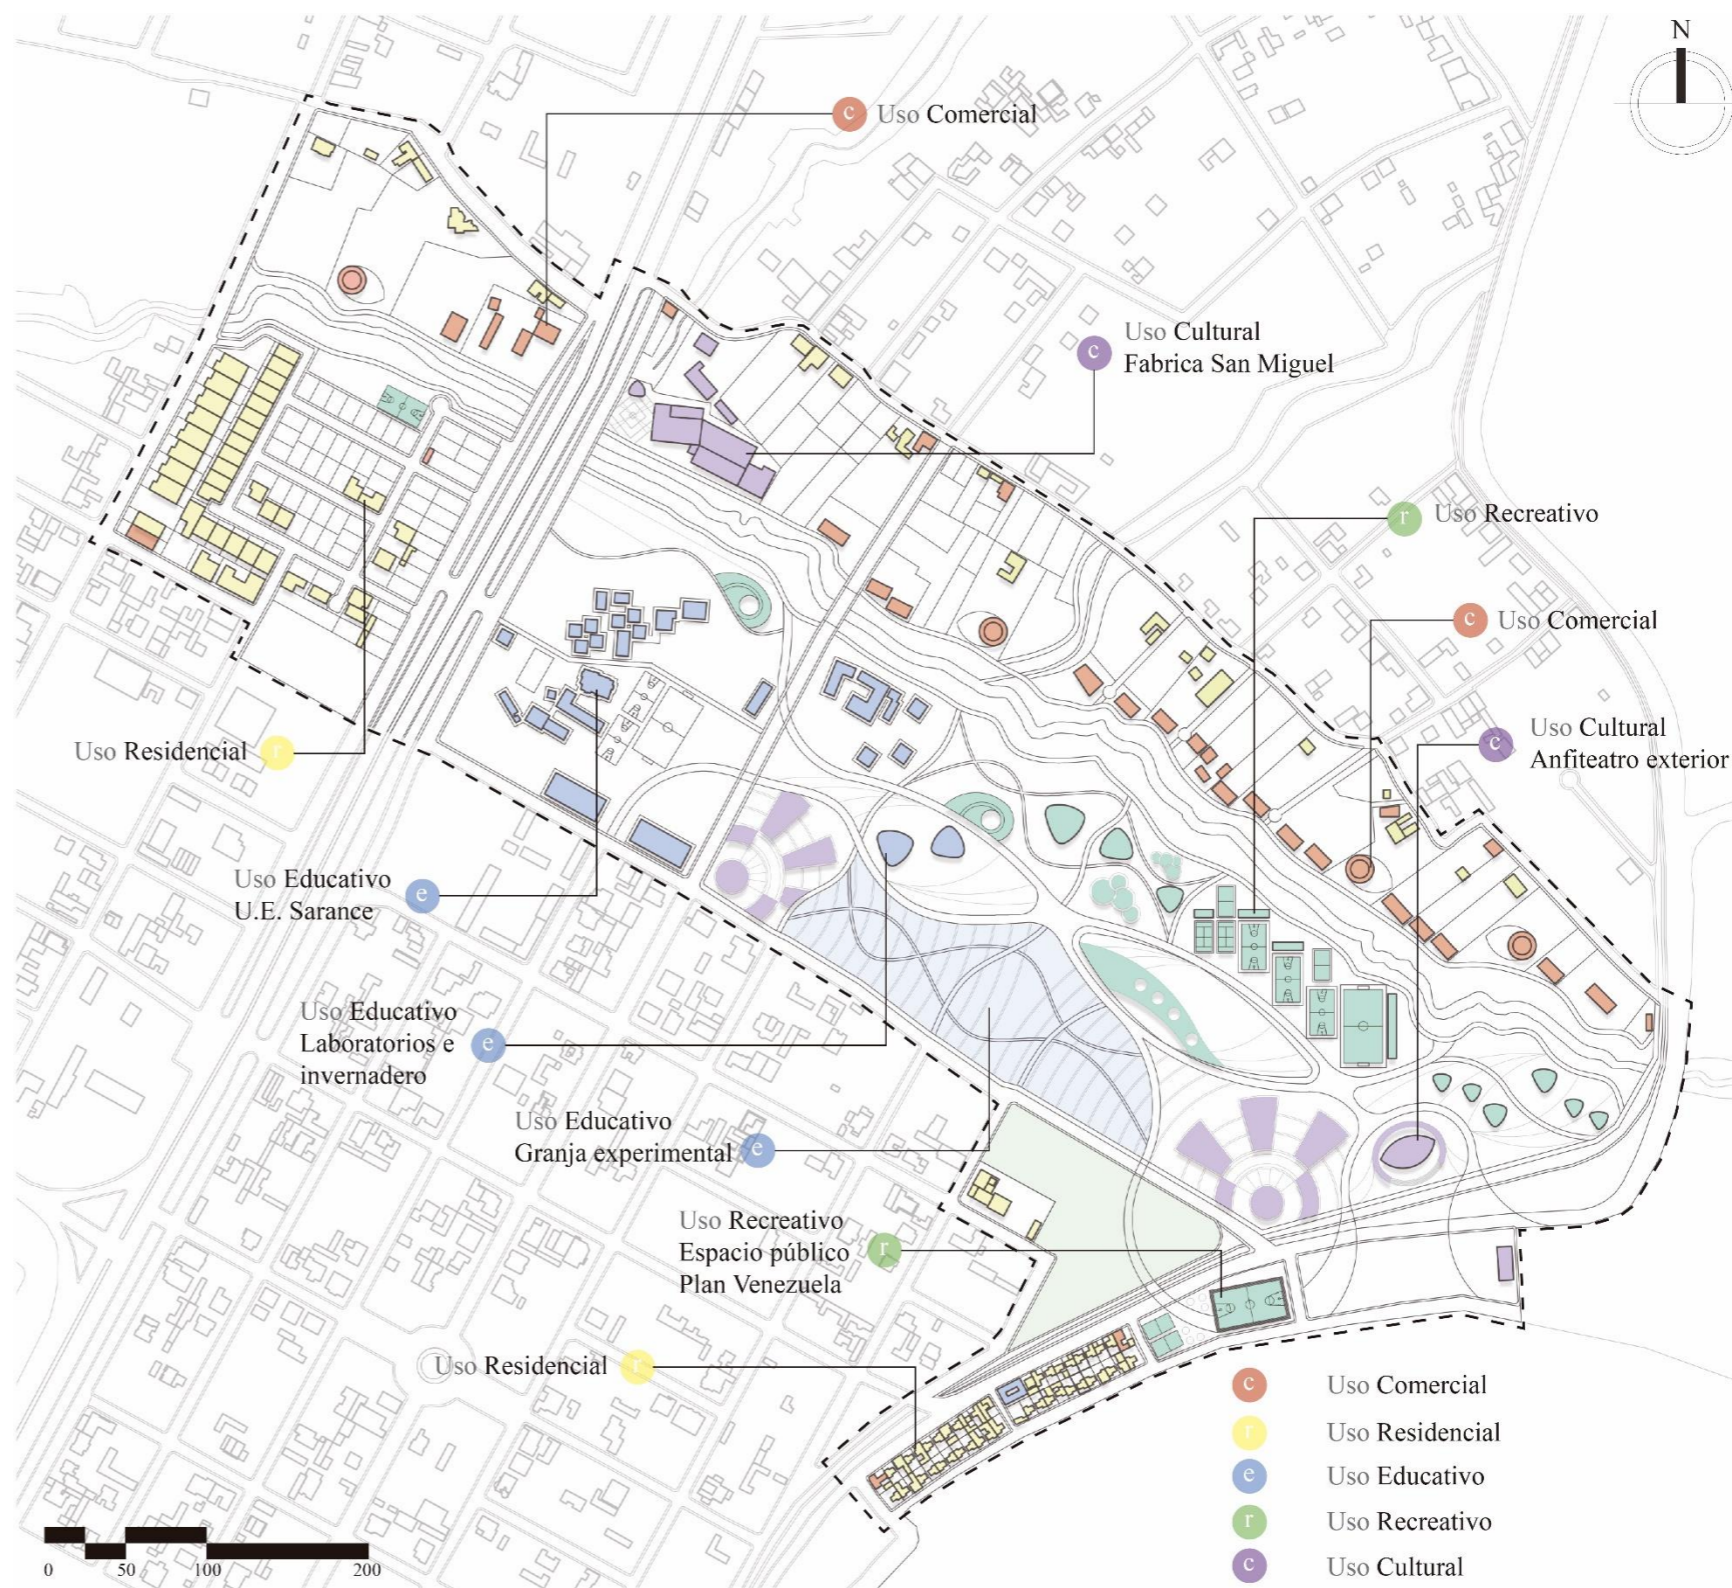 N
c Uso Comercial
Uso Cultural
c Fabrica San Miguel
r Uso Recreativo
c Uso Comercial
Uso Cultural
c Anfiteatro exterior
Uso Residencial r
Uso Educativo e
U.E. Sarance
Uso Educativo
Laboratorios e e
invernadero
Uso Educativo
Granja experimental e
Uso Recreativo
Espacio público r
Plan Venezuela
Uso Residencial r
c Uso Comercial
r Uso Residencial
e Uso Educativo
r Uso Recreativo
c Uso Cultural
0 50 100 200